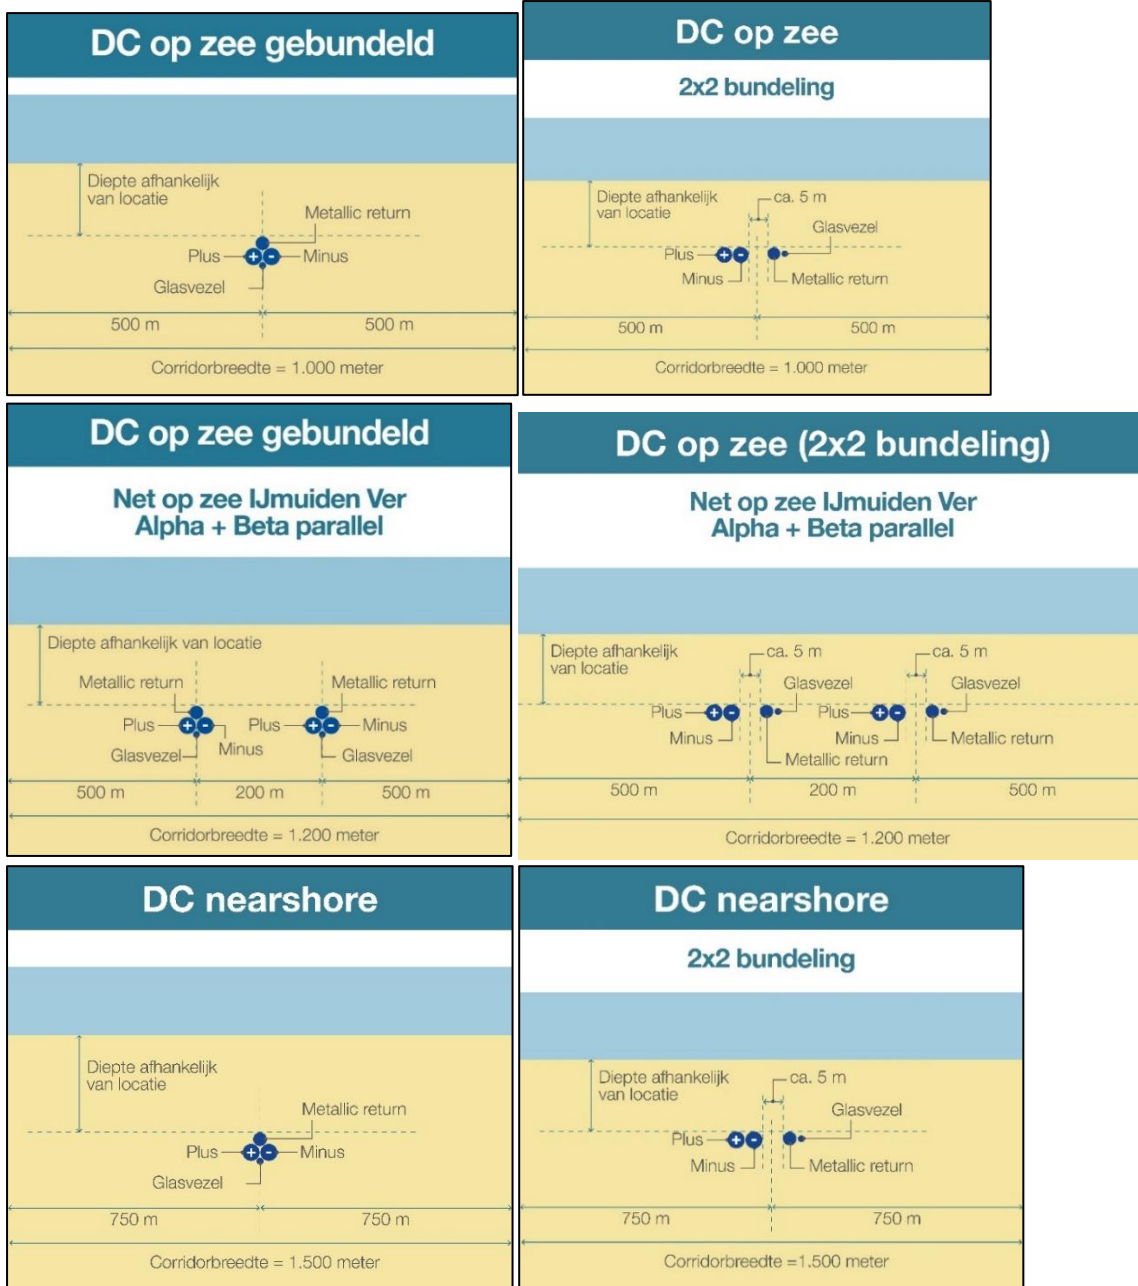 DC op zee gebundeld
Diepte afhankelijk
van locatie
Metallic return
Plus
+
-
Minus
Glasvezel
500 m
500 m
Corridorbreedte = 1.000 meter
DC op zee
2x2 bundeling
Diepte afhankelijk
van locatie
ca. 5 m
Glasvezel
Plus
+
-
Minus
Metallic return
500 m
500 m
Corridorbreedte = 1.000 meter
DC op zee gebundeld
Net op zee IJmuiden Ver
Alpha + Beta parallel
Diepte afhankelijk van locatie
Metallic return
Metallic return
Plus
+
-
Minus
Plus
+
-
Minus
Glasvezel
Glasvezel
500 m
200 m
500 m
Corridorbreedte = 1.200 meter
DC op zee (2x2 bundeling)
Net op zee IJmuiden Ver
Alpha + Beta parallel
Diepte afhankelijk
van locatie
ca. 5 m
ca. 5 m
Glasvezel
Glasvezel
Plus
+
-
Plus
+
-
Minus
Minus
Metallic return
Metallic return
500 m
200 m
500 m
Corridorbreedte = 1.200 meter
DC nearshore
Diepte afhankelijk
van locatie
Metallic return
Plus
+
-
Minus
Glasvezel
750 m
750 m
Corridorbreedte = 1.500 meter
DC nearshore
2x2 bundeling
Diepte afhankelijk
van locatie
ca. 5 m
Glasvezel
Plus
+
-
Minus
Metallic return
750 m
750 m
Corridorbreedte =1.500 meter